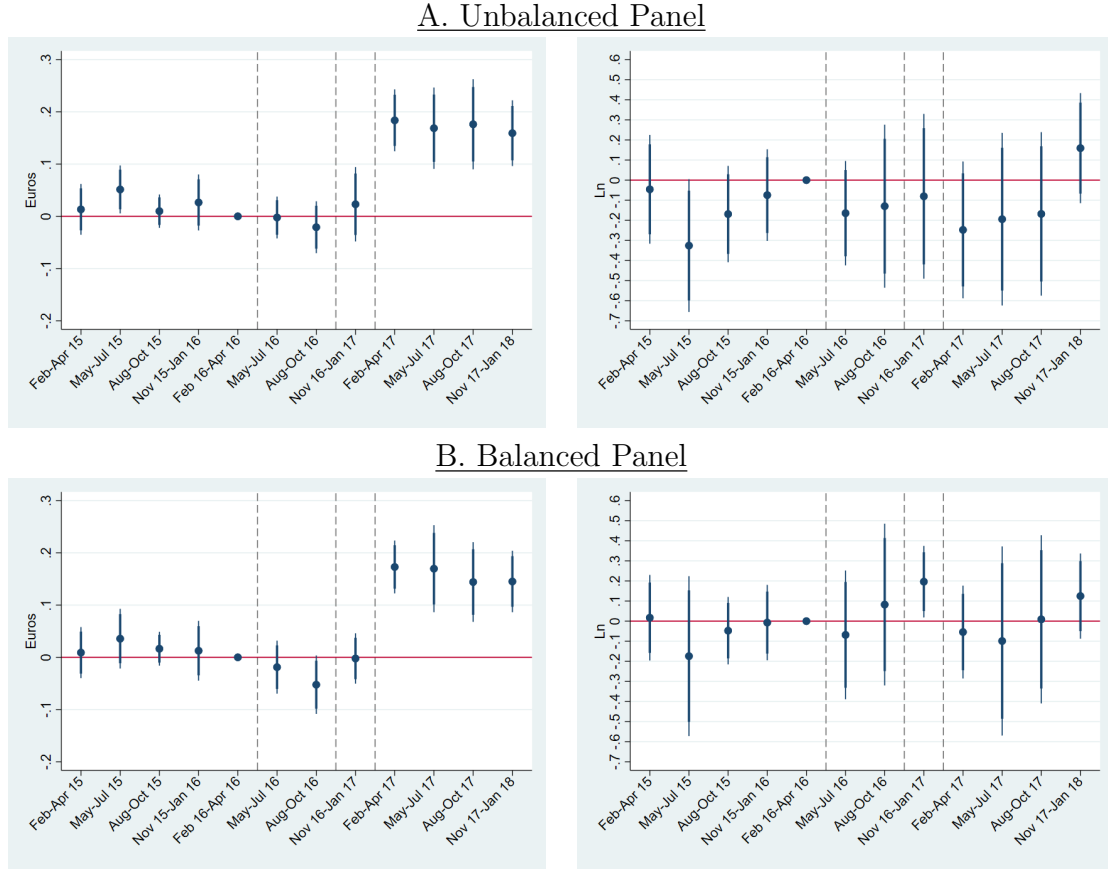 A. Unbalanced Panel
Euros
.3
.2
.1
0
-.1
-.2
Feb-Apr 15
May-Jul 15
Aug-Oct 15
Nov 15-Jan 16
Feb 16-Apr 16
May-Jul 16
Aug-Oct 16
Nov 16-Jan 17
Feb-Apr 17
May-Jul 17
Aug-Oct 17
Nov 17-Jan 18
Ln
.6
.5
.4
.3
.2
.1
0
-.1
-.2
-.3
-.4
-.5
-.6
-.7
Feb-Apr 15
May-Jul 15
Aug-Oct 15
Nov 15-Jan 16
Feb 16-Apr 16
May-Jul 16
Aug-Oct 16
Nov 16-Jan 17
Feb-Apr 17
May-Jul 17
Aug-Oct 17
Nov 17-Jan 18
B. Balanced Panel
Euros
.3
.2
.1
0
-.1
-.2
Feb-Apr 15
May-Jul 15
Aug-Oct 15
Nov 15-Jan 16
Feb 16-Apr 16
May-Jul 16
Aug-Oct 16
Nov 16-Jan 17
Feb-Apr 17
May-Jul 17
Aug-Oct 17
Nov 17-Jan 18
Ln
.6
.5
.4
.3
.2
.1
0
-.1
-.2
-.3
-.4
-.5
-.6
-.7
Feb-Apr 15
May-Jul 15
Aug-Oct 15
Nov 15-Jan 16
Feb 16-Apr 16
May-Jul 16
Aug-Oct 16
Nov 16-Jan 17
Feb-Apr 17
May-Jul 17
Aug-Oct 17
Nov 17-Jan 18